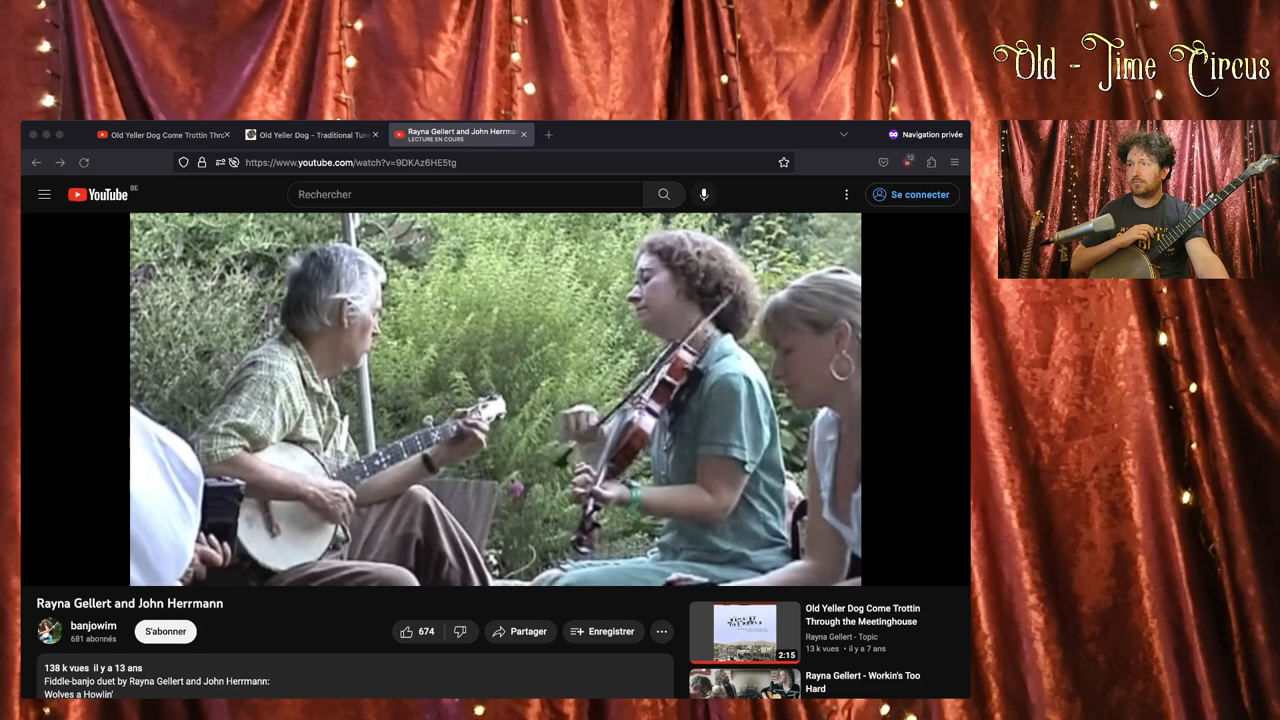 Old - Time Circus
Old Yeller Dog Come Trottin Thro
Old Yeller Dog - Traditional Tune
Rayna Gellert and John Herrma
LECTURE EN COURS
Navigation privée
https://www.youtube.com/watch?v=9DKAz6HE5tg
12
YouTube BE
Rechercher
Se connecter
Rayna Gellert and John Herrmann
banjowim
681 abonnés
S'abonner
674
Partager
Enregistrer
138 k vues il y a 13 ans
Fiddle-banjo duet by Rayna Gellert and John Herrmann:
Wolves a Howlin'
2:15
Old Yeller Dog Come Trottin
Through the Meetinghouse
Rayna Gellert - Topic
13 k vues • il y a 7 ans
Rayna Gellert - Workin's Too
Hard